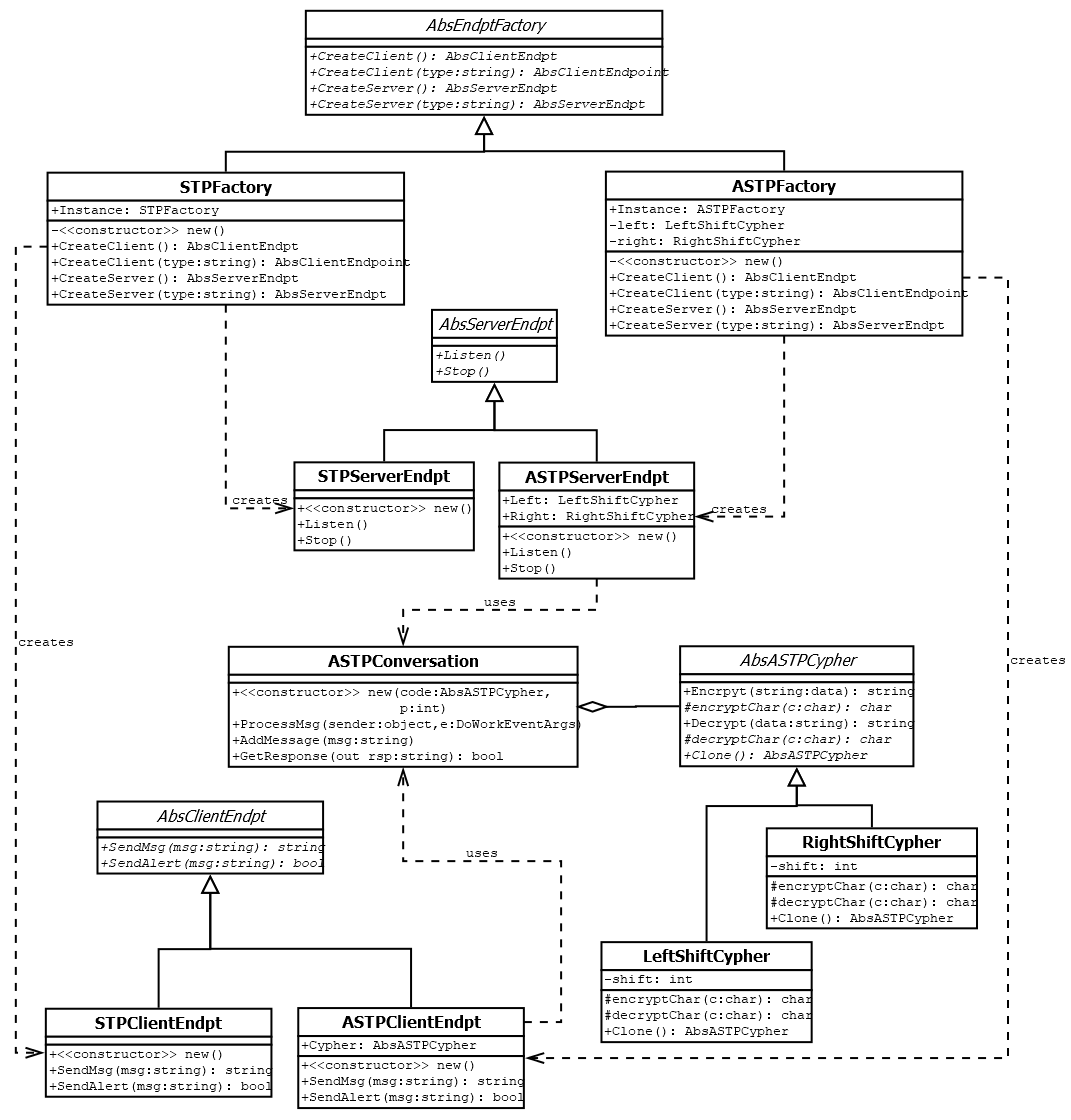 AbsEndptFactory
+CreateClient(): AbsClientEndpt
+CreateClient(type:string): AbsClientEndpoint
+CreateServer(): AbsServerEndpt
+CreateServer(type:string): AbsServerEndpt
STPFactory
+Instance: STPFactory
-<<constructor>> new()
+CreateClient(): AbsClientEndpt
+CreateClient(type:string): AbsClientEndpoint
+CreateServer(): AbsServerEndpt
+CreateServer(type:string): AbsServerEndpt
ASTPFactory
+Instance: ASTPFactory
-left: LeftShiftCypher
-right: RightShiftCypher
-<<constructor>> new()
+CreateClient(): AbsClientEndpt
+CreateClient(type:string): AbsClientEndpoint
+CreateServer(): AbsServerEndpt
+CreateServer(type:string): AbsServerEndpt
AbsServerEndpt
+Listen()
+Stop()
STPServerEndpt
+<<constructor>> new()
+Listen()
+Stop()
creates
ASTPServerEndpt
+Left: LeftShiftCypher
+Right: RightShiftCypher
+<<constructor>> new()
+Listen()
+Stop()
creates
uses
creates
creates
ASTPConversation
+<<constructor>> new(code:AbsASTPCypher,
p:int)
+ProcessMsg(sender:object,e:DoWorkEventArgs)
+AddMessage(msg:string)
+GetResponse(out rsp:string): bool
AbsASTPCypher
+Encrpyt(string:data): string
#encryptChar(c:char): char
+Decrypt(data:string): string
#decryptChar(c:char): char
+Clone(): AbsASTPCypher
AbsClientEndpt
+SendMsg(msg:string): string
+SendAlert(msg:string): bool
uses
RightShiftCypher
-shift: int
#encryptChar(c:char): char
#decryptChar(c:char): char
+Clone(): AbsASTPCypher
LeftShiftCypher
-shift: int
#encryptChar(c:char): char
#decryptChar(c:char): char
+Clone(): AbsASTPCypher
STPClientEndpt
+<<constructor>> new()
+SendMsg(msg:string): string
+SendAlert(msg:string): bool
ASTPClientEndpt
+Cypher: AbsASTPCypher
+<<constructor>> new()
+SendMsg(msg:string): string
+SendAlert(msg:string): bool